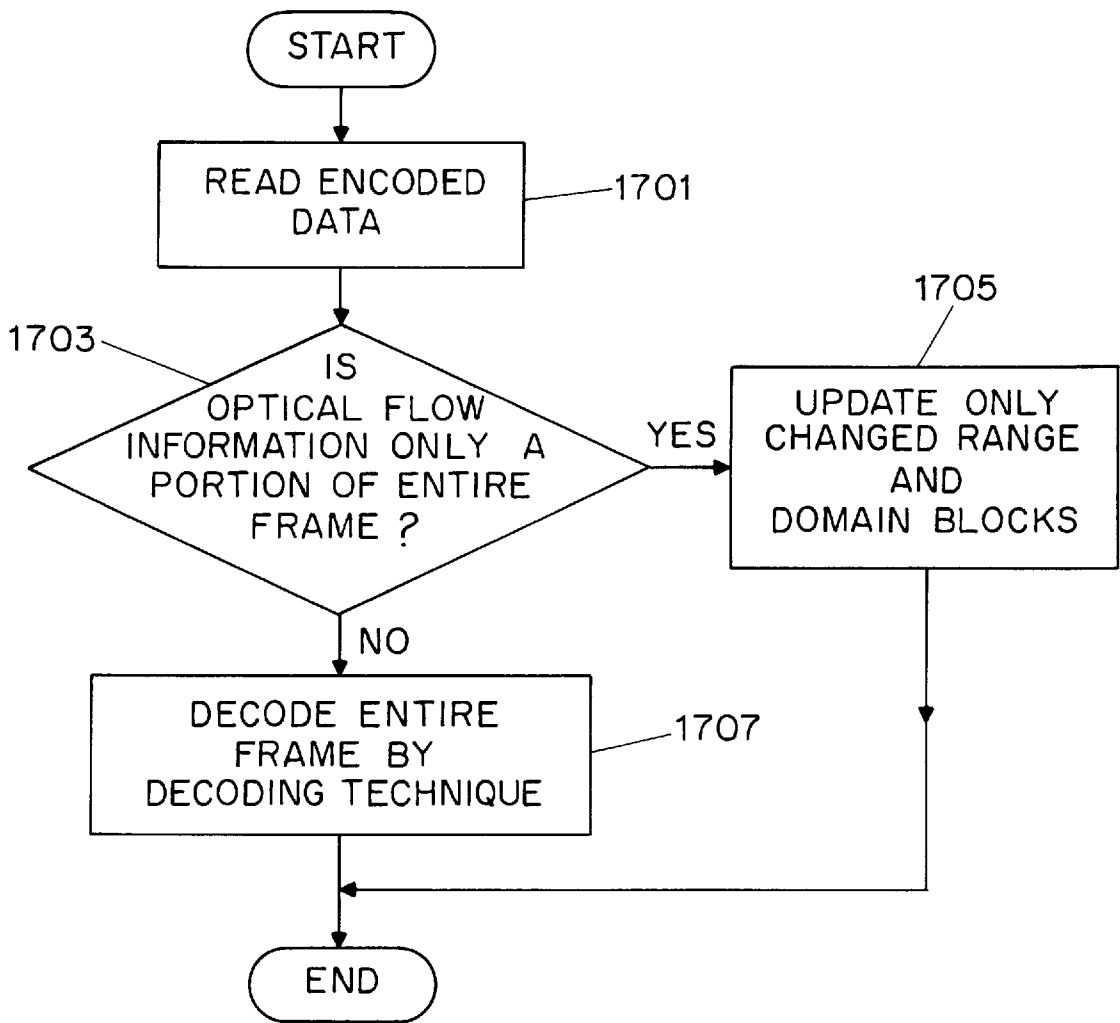 START
READ ENCODED
DATA
1701
1703
IS
OPTICAL FLOW
INFORMATION ONLY A
PORTION OF ENTIRE
FRAME ?
YES
1705
UPDATE ONLY
CHANGED RANGE
AND
DOMAIN BLOCKS
NO
DECODE ENTIRE
FRAME BY
DECODING TECHNIQUE
1707
END